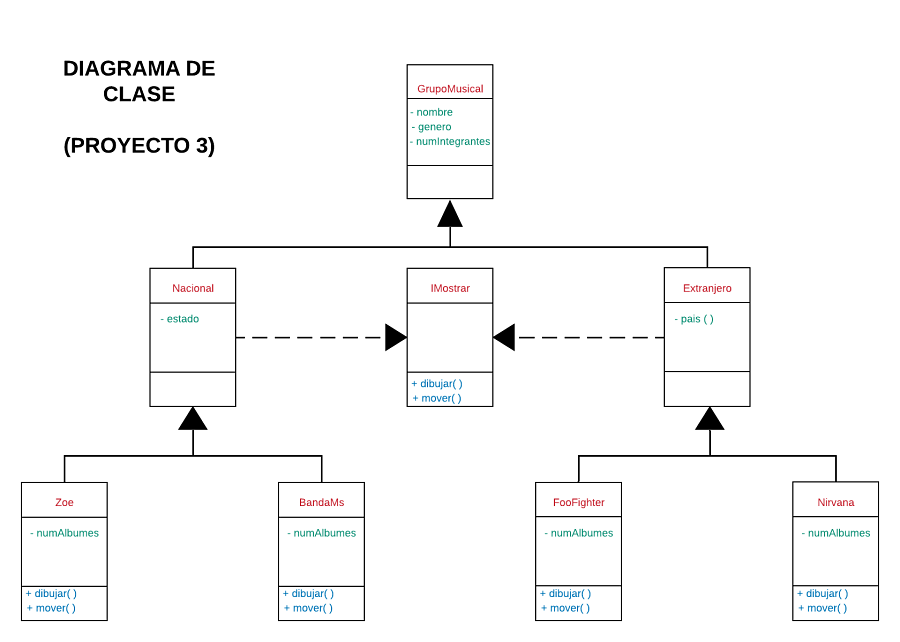 DIAGRAMA DE
CLASE
(PROYECTO 3)
GrupoMusical
- nombre
- genero
- numIntegrantes
Nacional
- estado
IMostrar
+ dibujar( )
+ mover( )
Extranjero
- pais ( )
Zoe
- numAlbumes
+ dibujar( )
+ mover( )
BandaMs
- numAlbumes
+ dibujar( )
+ mover( )
FooFighter
- numAlbumes
+ dibujar( )
+ mover( )
Nirvana
- numAlbumes
+ dibujar( )
+ mover( )